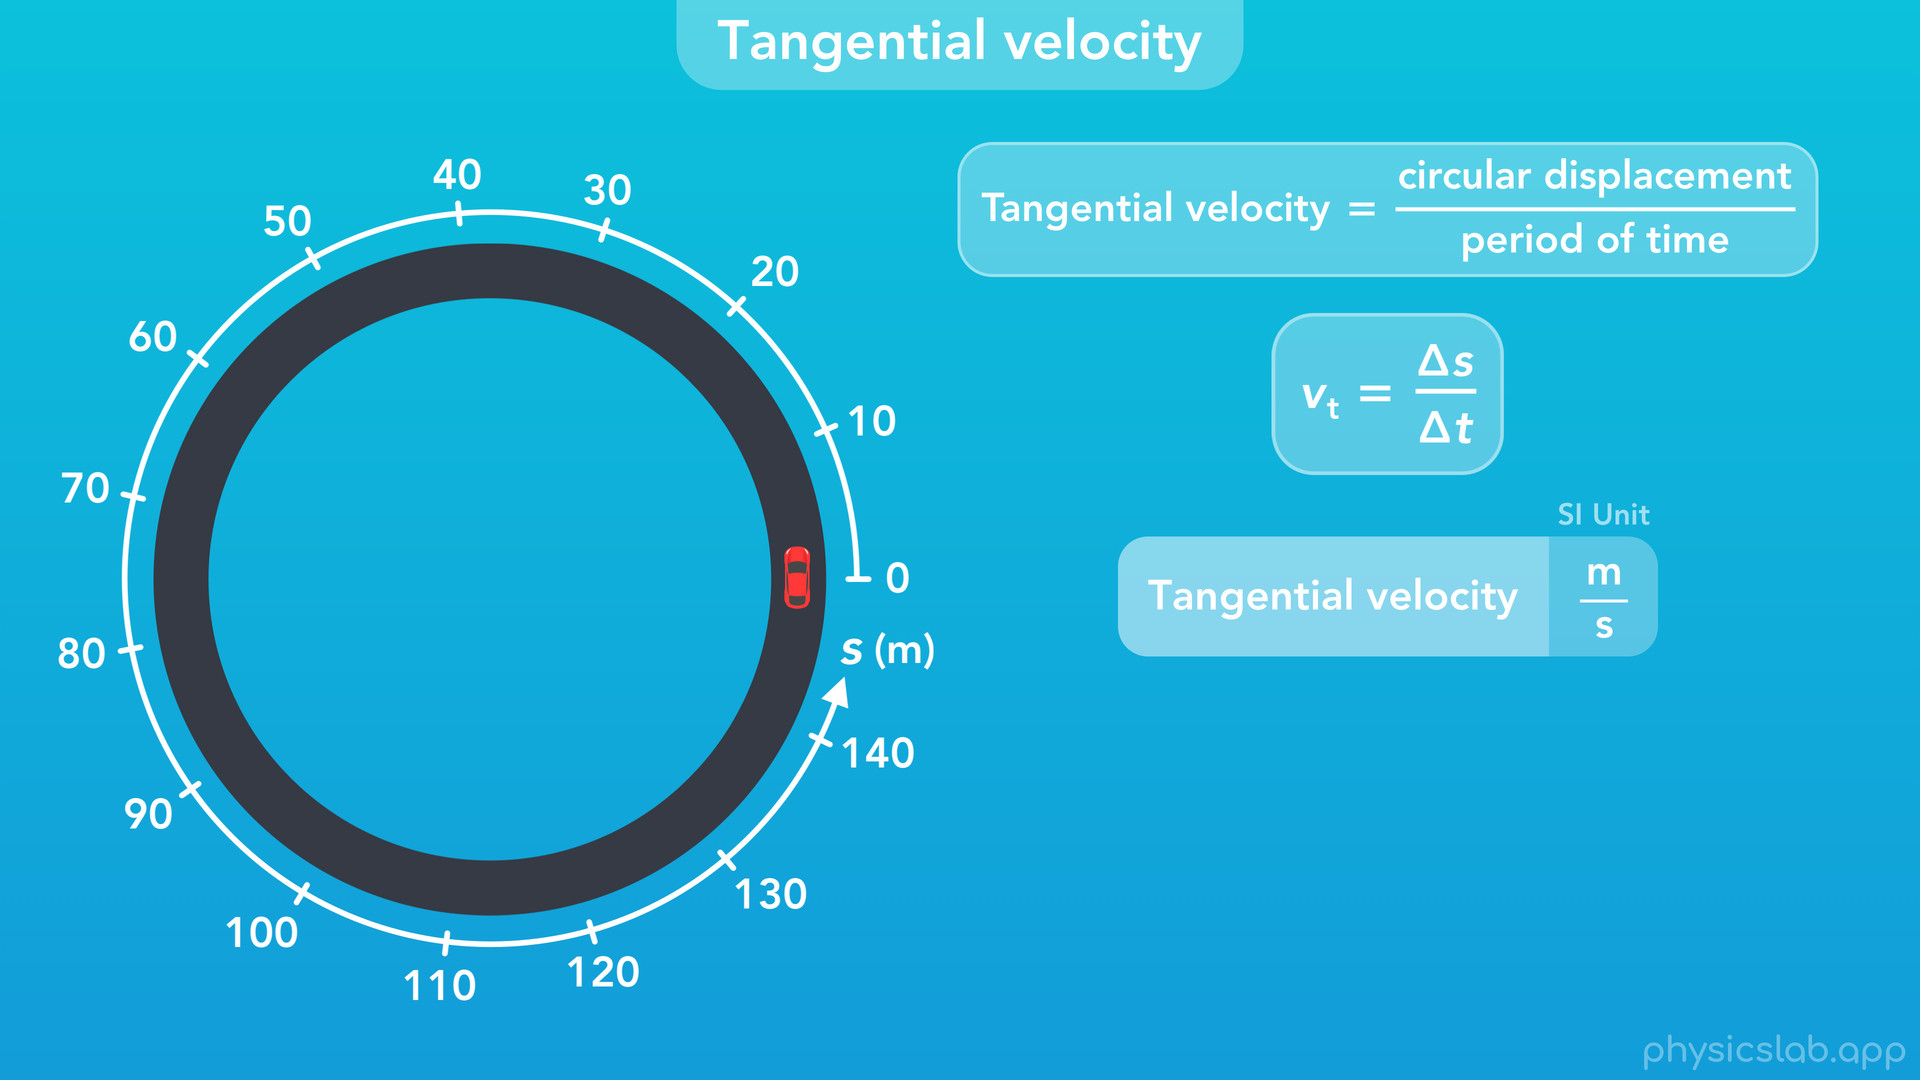 Tangential velocity
40
30
50
20
60
10
70
0
s (m)
80
140
90
130
100
120
110
Tangential velocity = circular displacement
period of time
vt = Δs
Δt
SI Unit
Tangential velocity m
s
physicslab.app